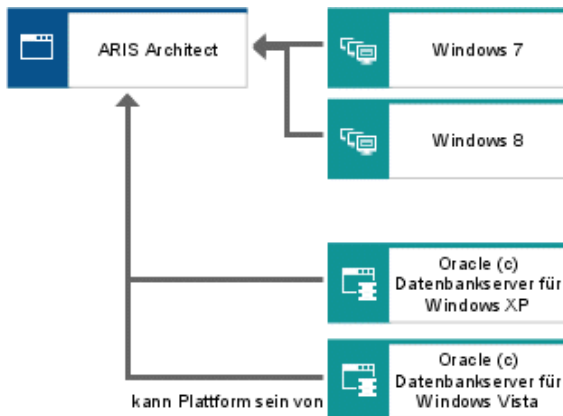 ARIS Architect
Windows 7
Windows 8
Oracle (c)
Datenbankserver für
Windows XP
Oracle (c)
Datenbankserver für
Windows Vista
kann Plattform sein von